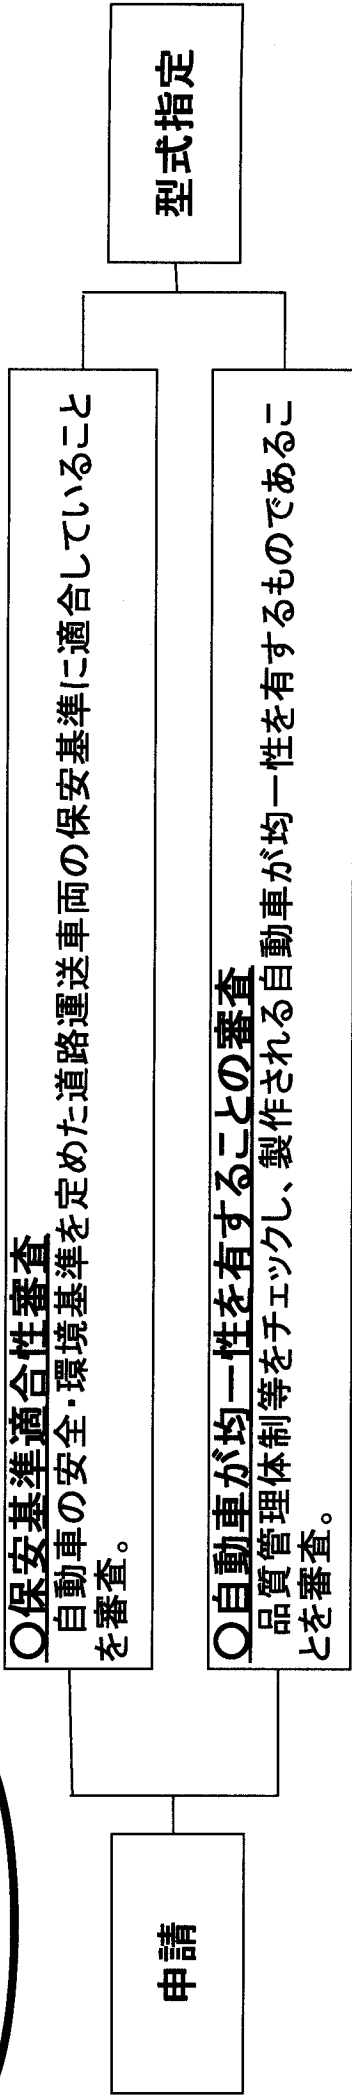 申請
〇保安基準適合性審査
自動車の安全・環境基準を定めた道路運送車両の保安基準に適合していること
を審査。
〇自動車が均一性を有することの審査
品質管理体制等をチェックし、製作される自動車が均一性を有するものであるこ
とを審査。
型式指定